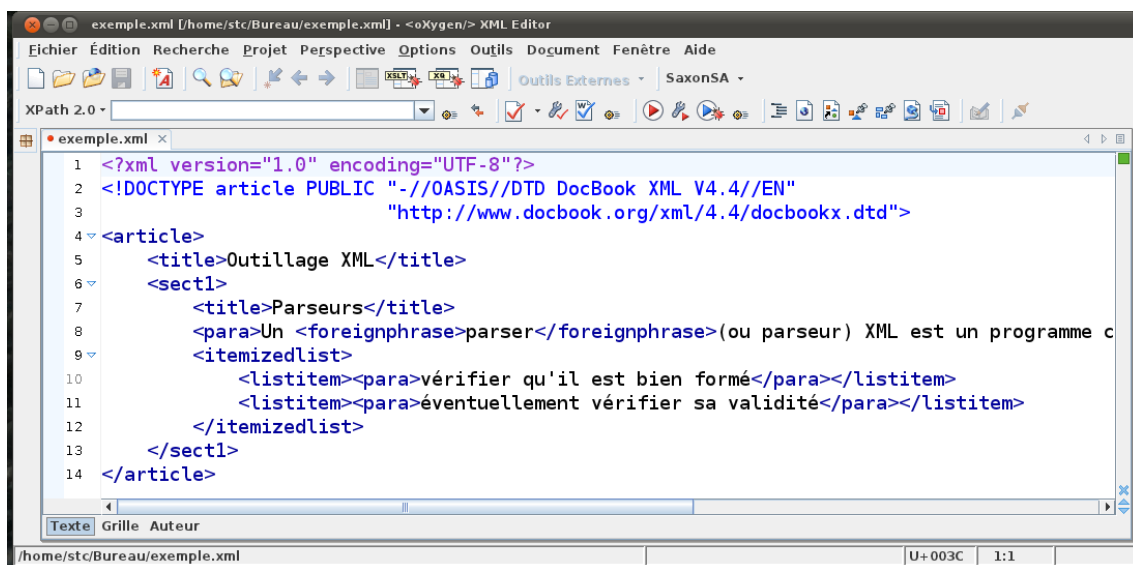 exemple.xml [/home/stc/Bureau/exemple.xml] - <oXygen/> XML Editor
Fichier Édition Recherche Projet Perspective Options Outils Document Fenêtre Aide
XSLT XQ Outils Externes SaxonSA
XPath 2.0
exemple.xml
1 <?xml version="1.0" encoding="UTF-8"?>
2 <!DOCTYPE article PUBLIC "-//OASIS//DTD DocBook XML V4.4//EN"
3 "http://www.docbook.org/xml/4.4/docbookx.dtd">
4 <article>
5 <title>Outillage XML</title>
6 <sect1>
7 <title>Parseurs</title>
8 <para>Un <foreignphrase>parser</foreignphrase>(ou parseur) XML est un programme c
9 <itemizedlist>
10 <listitem><para>vérifier qu'il est bien formé</para></listitem>
11 <listitem><para>éventuellement vérifier sa validité</para></listitem>
12 </itemizedlist>
13 </sect1>
14 </article>
Texte Grille Auteur
/home/stc/Bureau/exemple.xml U+003C 1:1